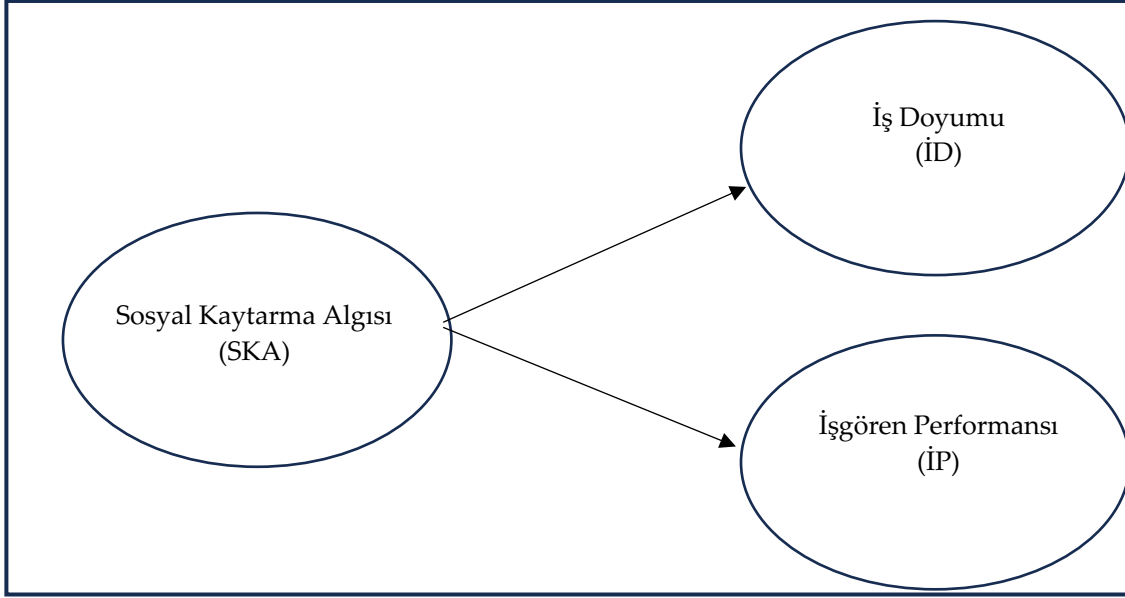 İş Doyumu
(İD)
Sosyal Kaytarma Algısı
(SKA)
İşgören Performansı
(İP)